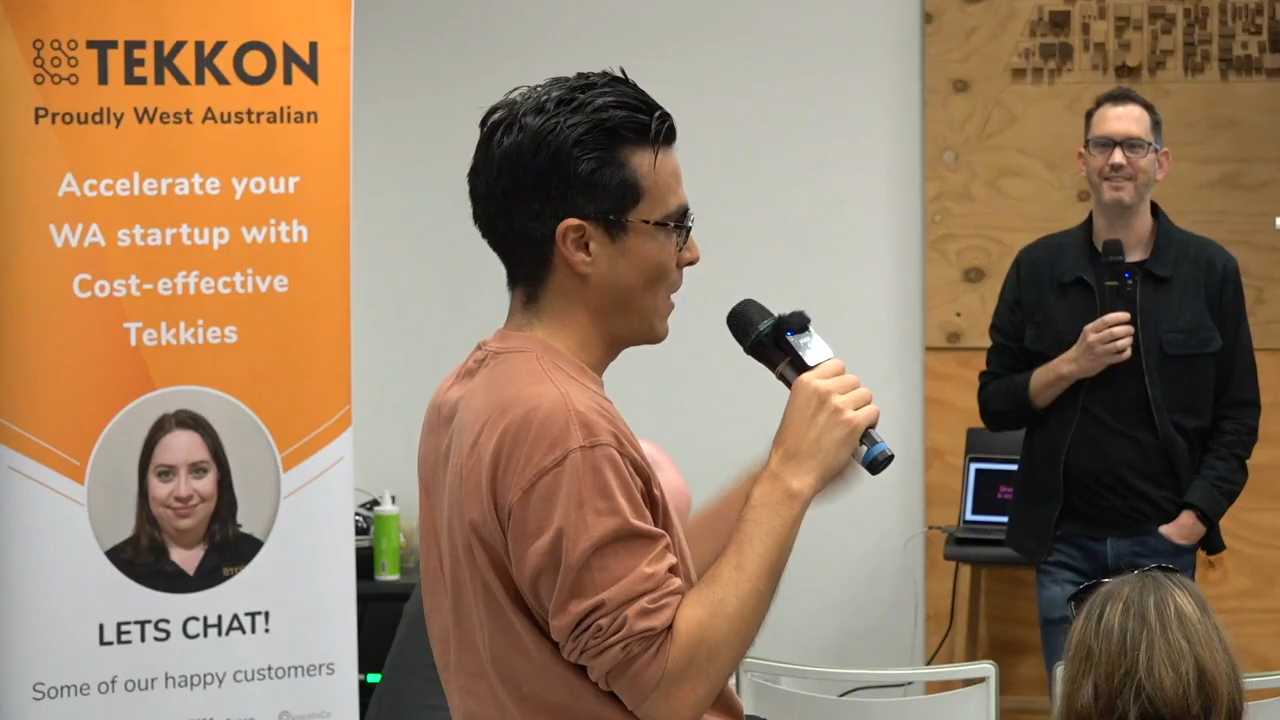 TEKKON
Proudly West Australian
Accelerate your
WA startup with
Cost-effective
Tekkies
LETS CHAT!
Some of our happy customers